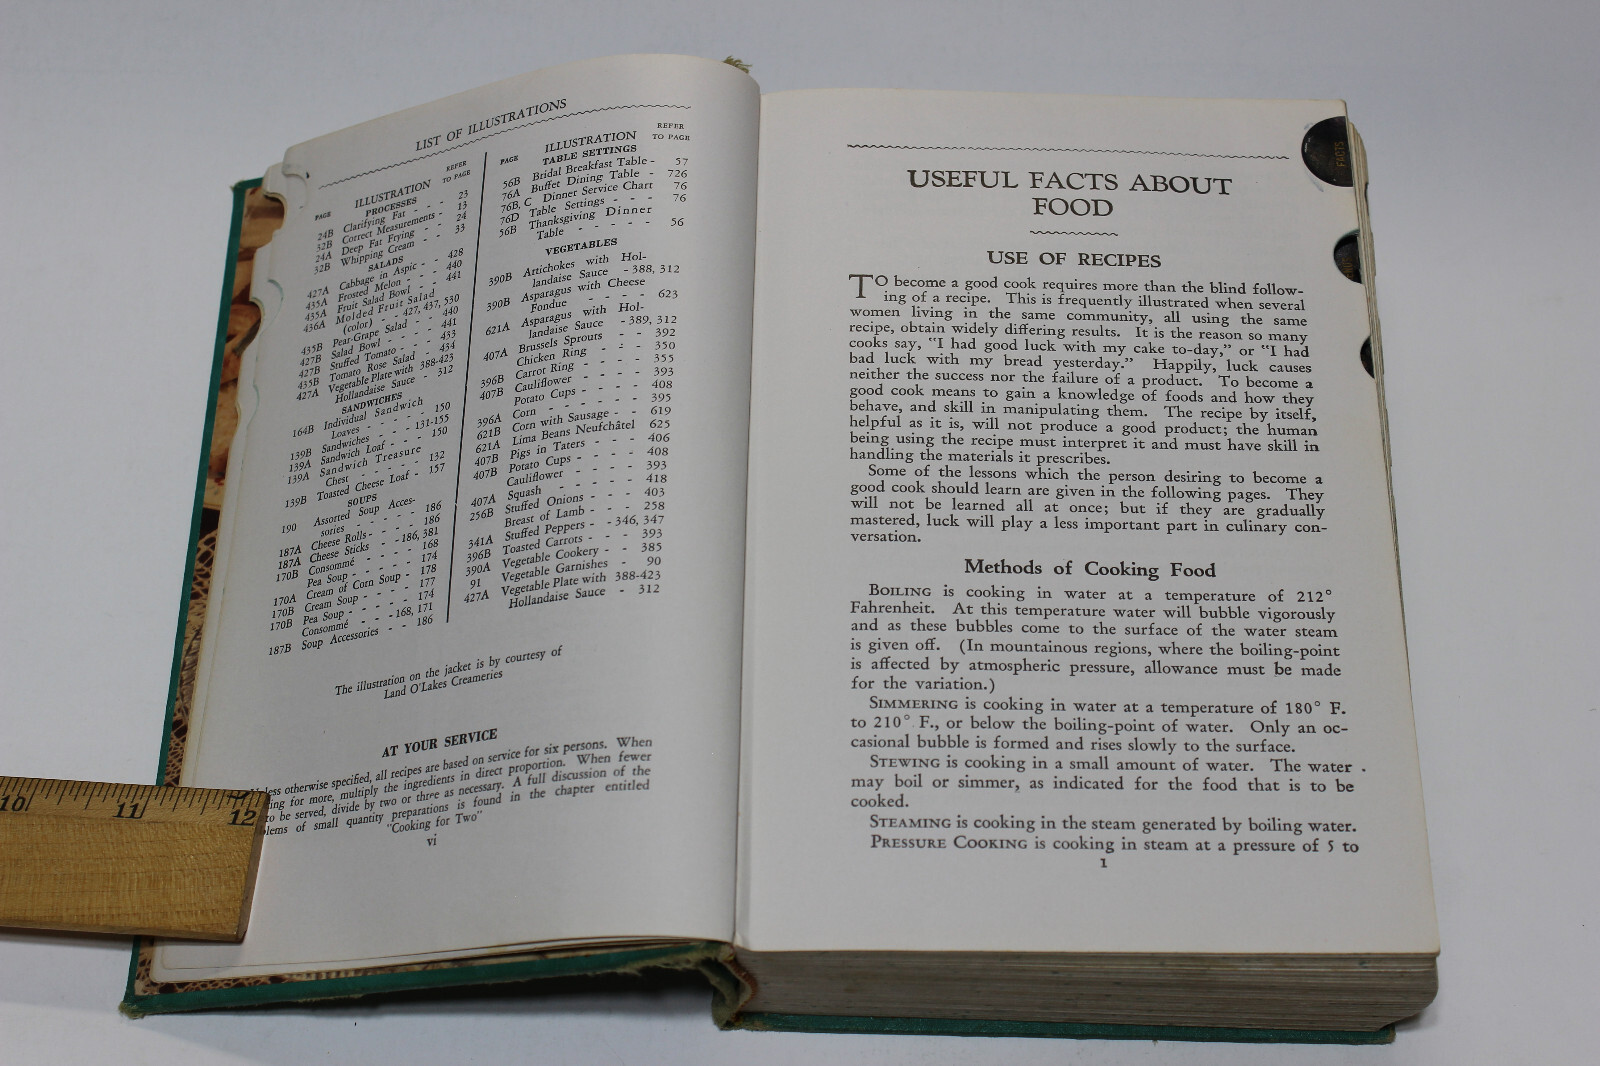 LIST OF ILLUSTRATIONS
PAGE ILLUSTRATION REFER TO PAGE
PROCESSES
24B Clarifying Fat - - - 23
32B Correct Measurements - 13
24A Deep Fat Frying - - 24
32B Whipping Cream - - 33
SALADS
427A Cabbage in Aspic - - 428
435A Frosted Melon - - - 440
435A Fruit Salad Bowl - - 441
436A Molded Fruit Salad
(color) - - 427, 437, 530
435B Pear-Grape Salad - - 440
427B Salad Bowl - - - 441
427B Stuffed Tomato - - - 433
435B Tomato Rose Salad - 434
427A Vegetable Plate with 388-423
Hollandaise Sauce - 312
SANDWICHES
164B Individual Sandwich
Loaves - - - - - 150
139B Sandwiches - - - 131-155
139A Sandwich Loaf - - - 150
139A Sandwich Treasure
Chest - - - - - 132
139B Toasted Cheese Loaf - 157
SOUPS
190 Assorted Soup Acces-
sories - - - - - 186
187A Cheese Rolls - - - - 186
187A Cheese Sticks - - 186, 381
170B Consommé - - - - 168
Pea Soup - - - - - 174
170A Cream of Corn Soup - 178
170B Cream Soup - - - - 177
170B Pea Soup - - - - - 174
Consommé - - - 168, 171
187B Soup Accessories - - 186
PAGE ILLUSTRATION REFER TO PAGE
TABLE SETTINGS
56B Bridal Breakfast Table - 57
76A Buffet Dining Table - 726
76B, C Dinner Service Chart 76
76D Table Settings - - - 76
56B Thanksgiving Dinner
Table - - - - - 56
VEGETABLES
390B Artichokes with Hol-
landaise Sauce - 388, 312
390B Asparagus with Cheese
Fondue - - - - 623
621A Asparagus with Hol-
landaise Sauce - 389, 312
407A Brussels Sprouts - - 392
Chicken Ring - - - 350
Carrot Ring - - - - 355
396B Cauliflower - - - - 393
407B Potato Cups - - - - 408
396A Corn - - - - - - 395
621B Corn with Sausage - - 619
621A Lima Beans Neufchâtel 625
407B Pigs in Taters - - - 406
407B Potato Cups - - - - 408
Cauliflower - - - - 393
407A Squash - - - - - 418
256B Stuffed Onions - - - 403
Breast of Lamb - - - 258
341A Stuffed Peppers - - 346, 347
396B Toasted Carrots - - - 393
390A Vegetable Cookery - - 385
91 Vegetable Garnishes - 90
427A Vegetable Plate with 388-423
Hollandaise Sauce - 312
The illustration on the jacket is by courtesy of
Land O'Lakes Creameries
AT YOUR SERVICE
otherwise specified, all recipes are based on service for six persons. When
for more, multiply the ingredients in direct proportion. When fewer
to be served, divide by two or three as necessary. A full discussion of the
of small quantity preparations is found in the chapter entitled
"Cooking for Two"
vi
10 11 12
FACTS
USEFUL FACTS ABOUT
FOOD
USE OF RECIPES
TO become a good cook requires more than the blind follow-
ing of a recipe. This is frequently illustrated when several
women living in the same community, all using the same
recipe, obtain widely differing results. It is the reason so many
cooks say, "I had good luck with my cake to-day," or "I had
bad luck with my bread yesterday." Happily, luck causes
neither the success nor the failure of a product. To become a
good cook means to gain a knowledge of foods and how they
behave, and skill in manipulating them. The recipe by itself,
helpful as it is, will not produce a good product; the human
being using the recipe must interpret it and must have skill in
handling the materials it prescribes.
Some of the lessons which the person desiring to become a
good cook should learn are given in the following pages. They
will not be learned all at once; but if they are gradually
mastered, luck will play a less important part in culinary con-
versation.
Methods of Cooking Food
BOILING is cooking in water at a temperature of 212°
Fahrenheit. At this temperature water will bubble vigorously
and as these bubbles come to the surface of the water steam
is given off. (In mountainous regions, where the boiling-point
is affected by atmospheric pressure, allowance must be made
for the variation.)
SIMMERING is cooking in water at a temperature of 180° F.
to 210° F., or below the boiling-point of water. Only an oc-
casional bubble is formed and rises slowly to the surface.
STEWING is cooking in a small amount of water. The water
may boil or simmer, as indicated for the food that is to be
cooked.
STEAMING is cooking in the steam generated by boiling water.
PRESSURE COOKING is cooking in steam at a pressure of 5 to
1